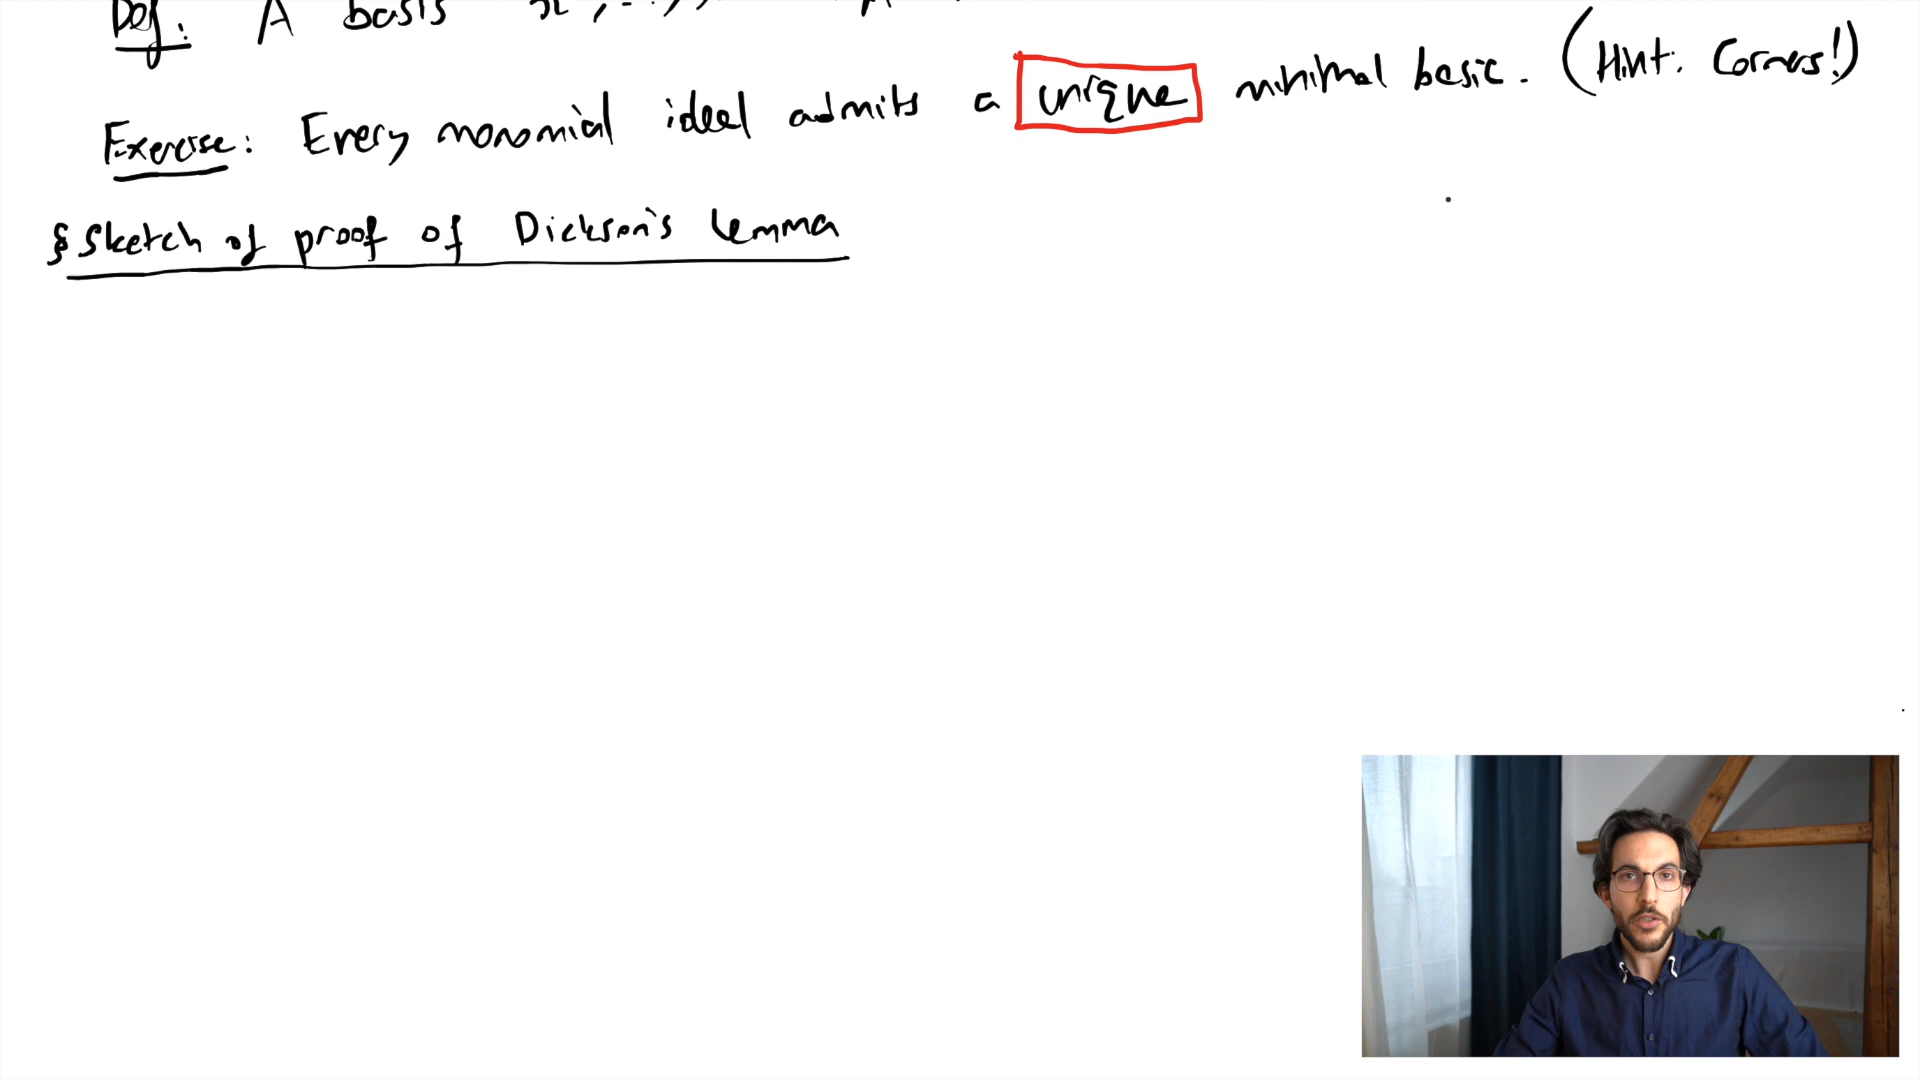 Def: A basis
Exercise: Every monomial ideal admits a unique minimal basis. (Hint: Corners!)
§ Sketch of proof of Dickson's Lemma